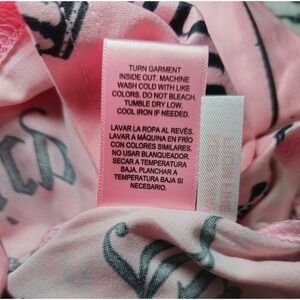 TURN GARMENT
INSIDE OUT. MACHINE
WASH COLD WITH LIKE
COLORS. DO NOT BLEACH.
TUMBLE DRY LOW.
COOL IRON IF NEEDED.
LAVAR LA ROPA AL REVÉS.
LAVAR A MÁQUINA EN FRÍO
CON COLORES SIMILARES.
NO USAR BLANQUEADOR.
SECAR A TEMPERATURA
BAJA. PLANCHAR A
TEMPERATURA BAJA SI
NECESARIO.